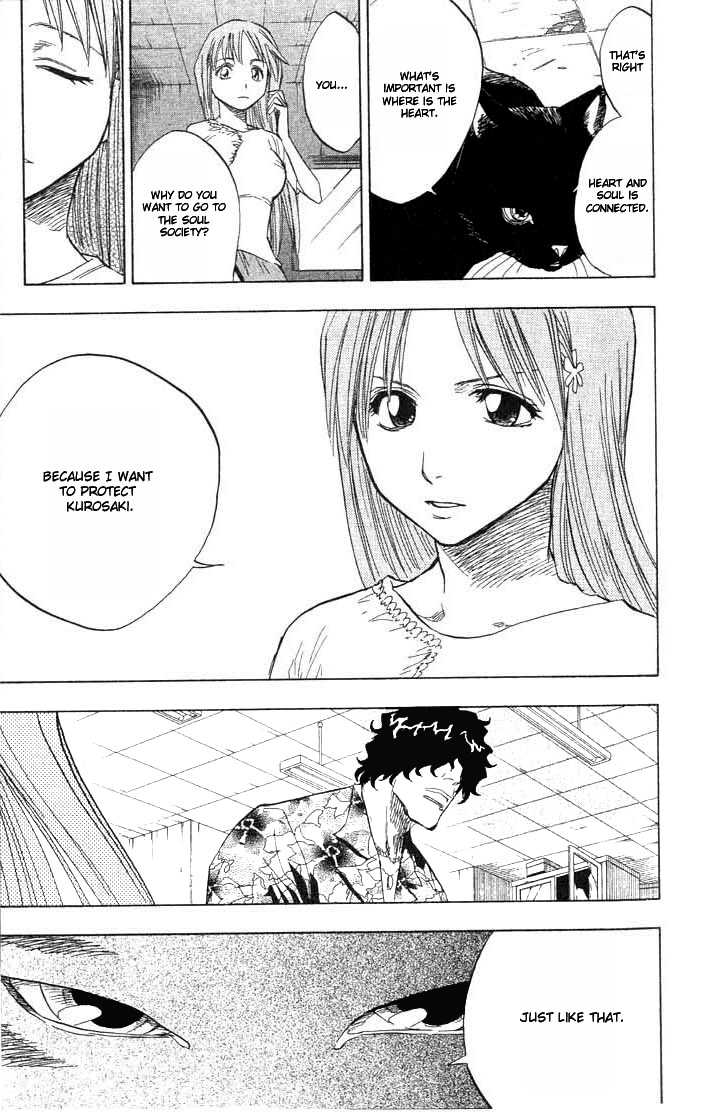 THAT'S
RIGHT
HEART AND
SOUL IS
CONNECTED.
WHAT'S
IMPORTANT IS
WHERE IS THE
HEART.
YOU...
WHY DO YOU
WANT TO GO TO
THE SOUL
SOCIETY?
BECAUSE I WANT
TO PROTECT
KUROSAKI.
JUST LIKE THAT.